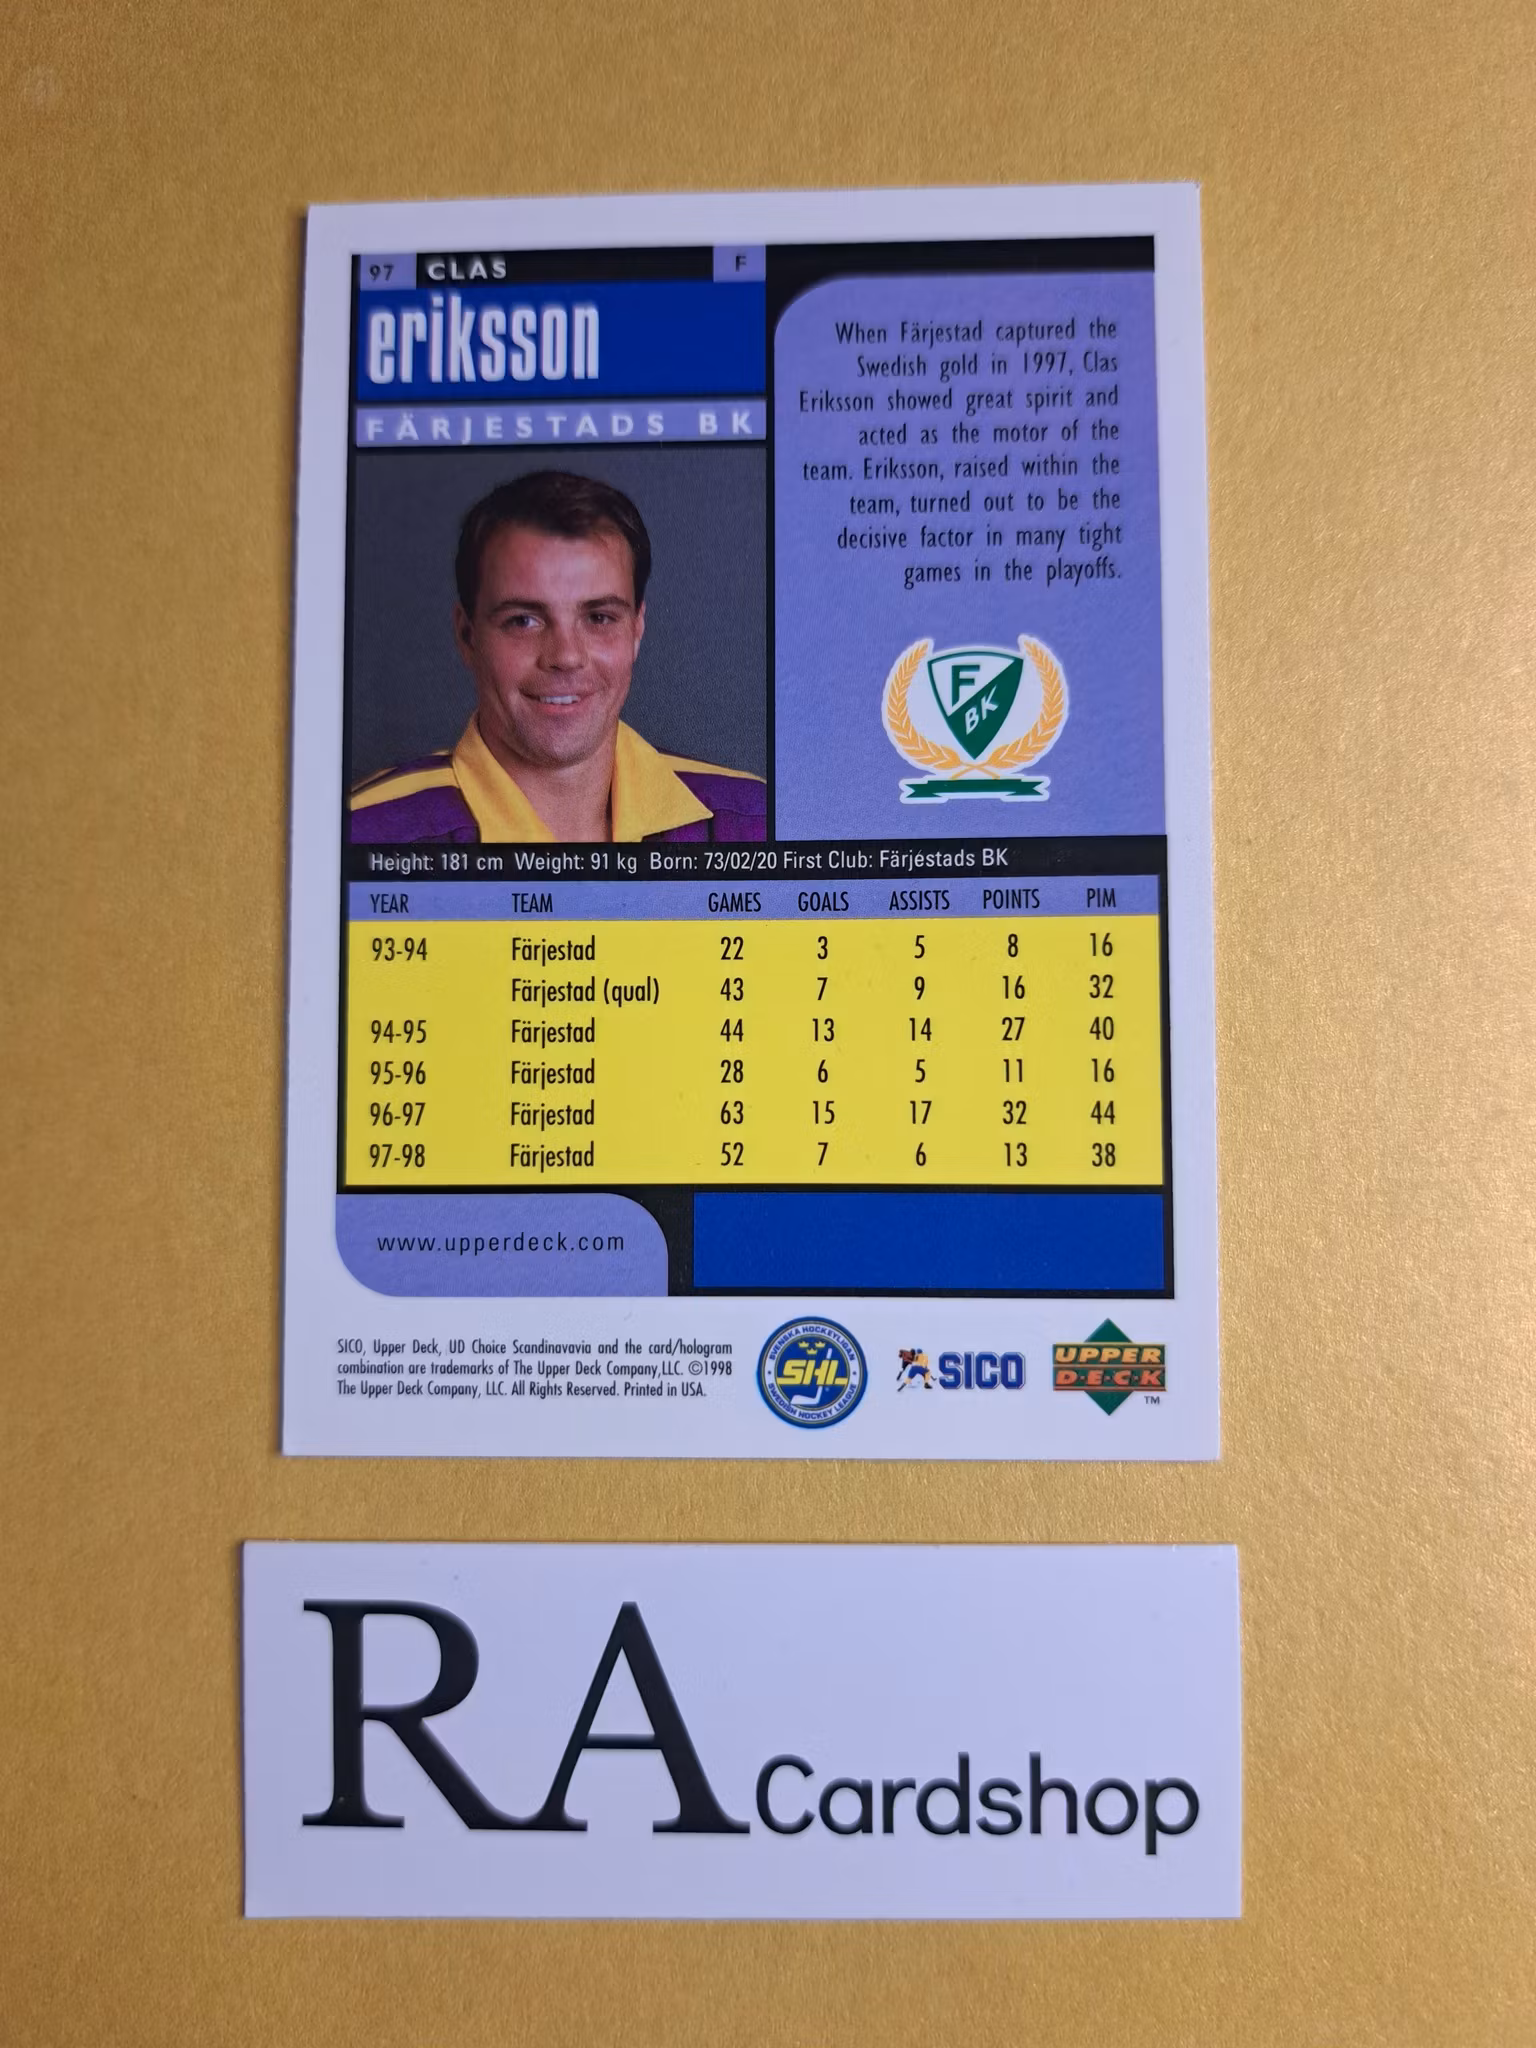 97 CLAS F
eriksson
FÄRJESTADS BK
When Färjestad captured the
Swedish gold in 1997, Clas
Eriksson showed great spirit and
acted as the motor of the
team. Eriksson, raised within the
team, turned out to be the
decisive factor in many tight
games in the playoffs.
F
BK
Height: 181 cm Weight: 91 kg Born: 73/02/20 First Club: Färjéstads BK
YEAR TEAM GAMES GOALS ASSISTS POINTS PIM
93-94 Färjestad 22 3 5 8 16
Färjestad (qual) 43 7 9 16 32
94-95 Färjestad 44 13 14 27 40
95-96 Färjestad 28 6 5 11 16
96-97 Färjestad 63 15 17 32 44
97-98 Färjestad 52 7 6 13 38
www.upperdeck.com
SICO, Upper Deck, UD Choice Scandinavavia and the card/hologram
combination are trademarks of The Upper Deck Company,LLC. ©1998
The Upper Deck Company, LLC. All Rights Reserved. Printed in USA.
SVENSKA HOCKEYLIGAN
SHL
SWEDISH HOCKEY LEAGUE
SICO
UPPER
D·E·C·K
TM
RA Cardshop